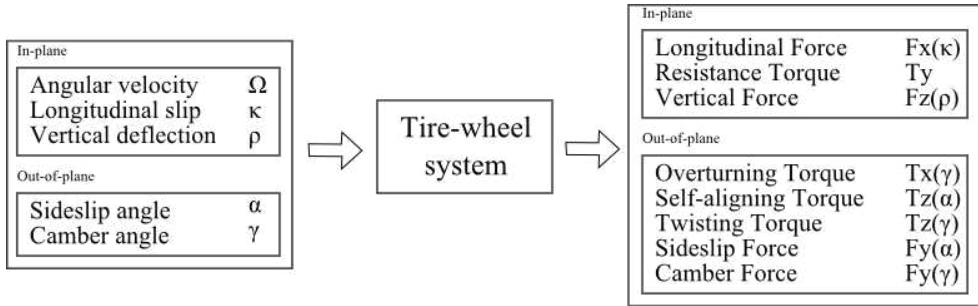 In-plane
Angular velocity Ω
Longitudinal slip κ
Vertical deflection ρ
Out-of-plane
Sideslip angle α
Camber angle γ
Tire-wheel
system
In-plane
Longitudinal Force Fx(κ)
Resistance Torque Ty
Vertical Force Fz(ρ)
Out-of-plane
Overturning Torque Tx(γ)
Self-aligning Torque Tz(α)
Twisting Torque Tz(γ)
Sideslip Force Fy(α)
Camber Force Fy(γ)